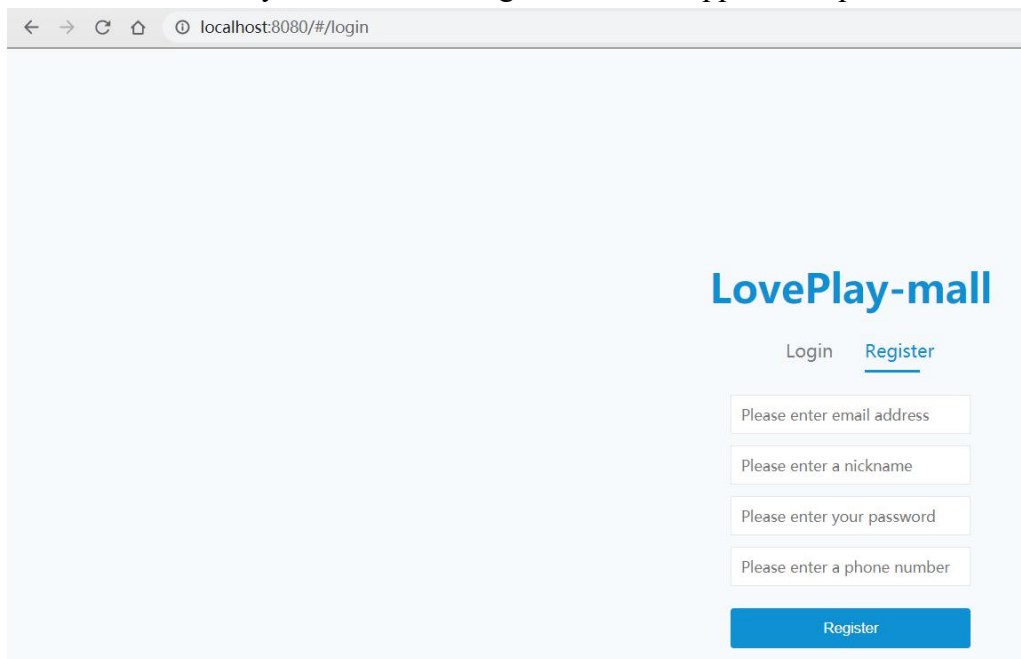 localhost:8080/#/login
LovePlay-mall
Login Register
Please enter email address
Please enter a nickname
Please enter your password
Please enter a phone number
Register